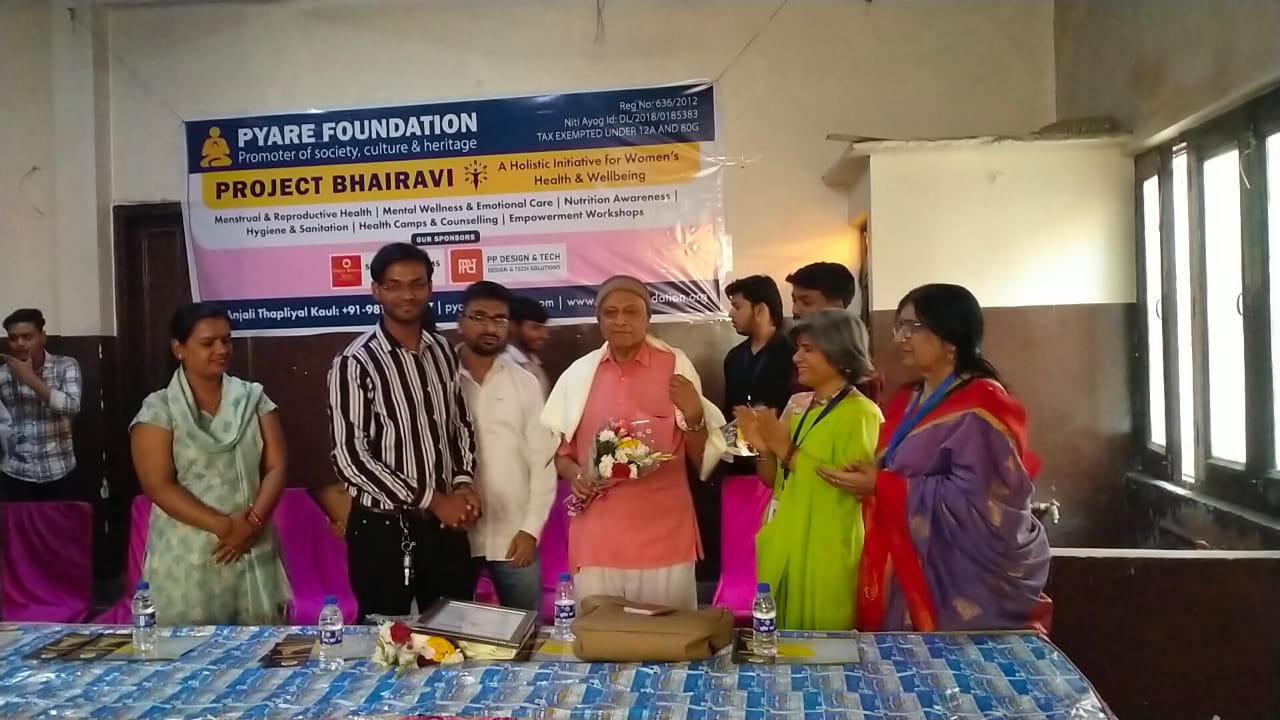 PYARE FOUNDATION
Promoter of society, culture & heritage
Reg No: 636/2012
Niti Ayog Id: DL/2018/0185383
TAX EXEMPTED UNDER 12A AND 80G
PROJECT BHAIRAVI
A Holistic Initiative for Women's
Health & Wellbeing
Menstrual & Reproductive Health | Mental Wellness & Emotional Care | Nutrition Awareness |
Hygiene & Sanitation | Health Camps & Counselling | Empowerment Workshops
OUR SPONSORS
PP DESIGN & TECH
DESIGN & TECH SOLUTIONS
Anjali Thapliyal Kaul: +91-98